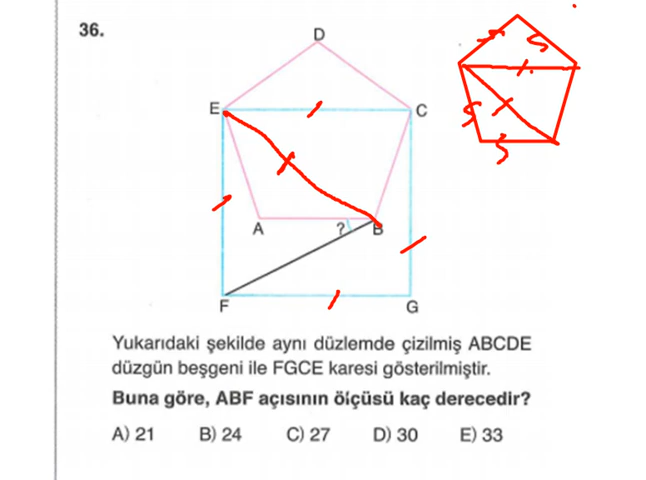 36.
D
E
C
A
?
B
F
G
Yukarıdaki şekilde aynı düzlemde çizilmiş ABCDE
düzgün beşgeni ile FGCE karesi gösterilmiştir.
Buna göre, ABF açısının ölçüsü kaç derecedir?
A) 21 B) 24 C) 27 D) 30 E) 33